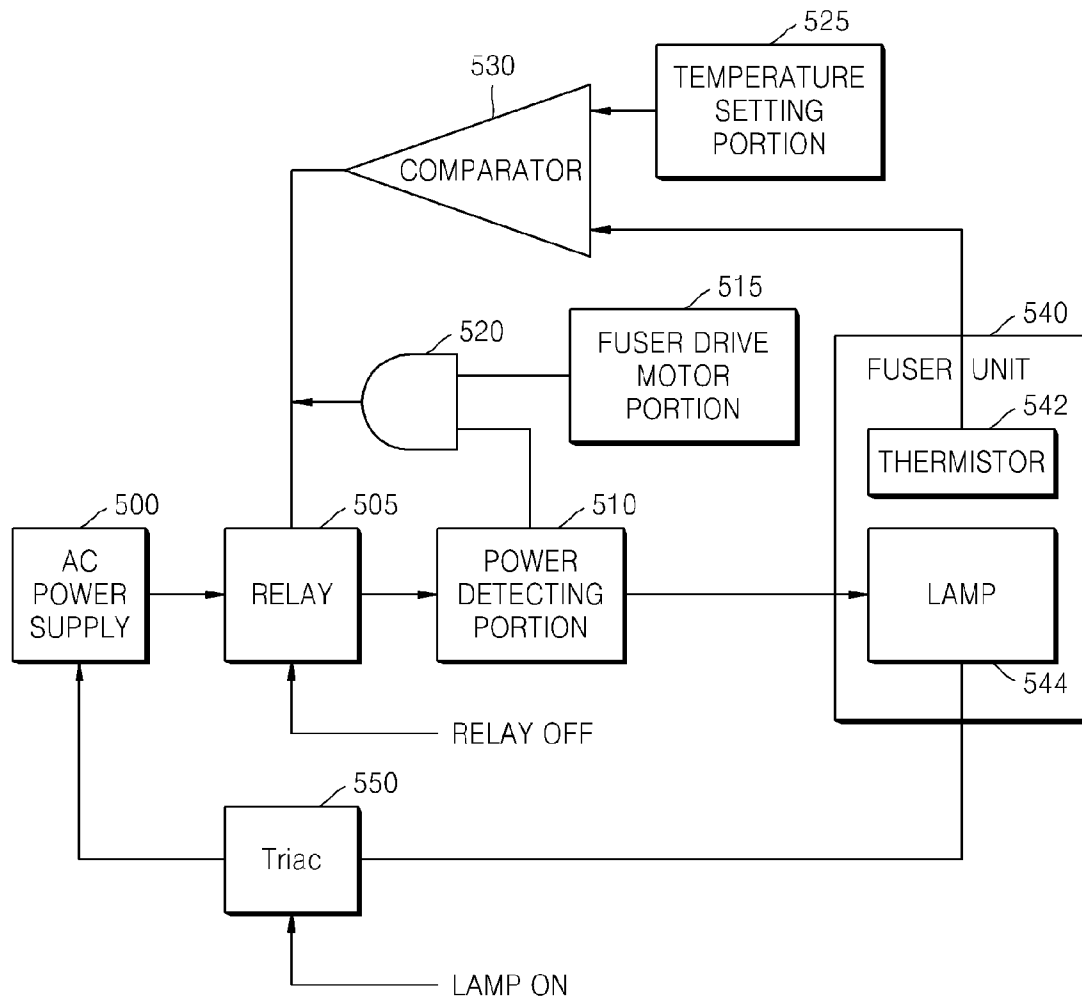 525
TEMPERATURE
SETTING
PORTION
530
COMPARATOR
515
FUSER DRIVE
MOTOR
PORTION
520
540
FUSER UNIT
542
THERMISTOR
500
AC
POWER
SUPPLY
505
RELAY
510
POWER
DETECTING
PORTION
LAMP
544
RELAY OFF
550
Triac
LAMP ON